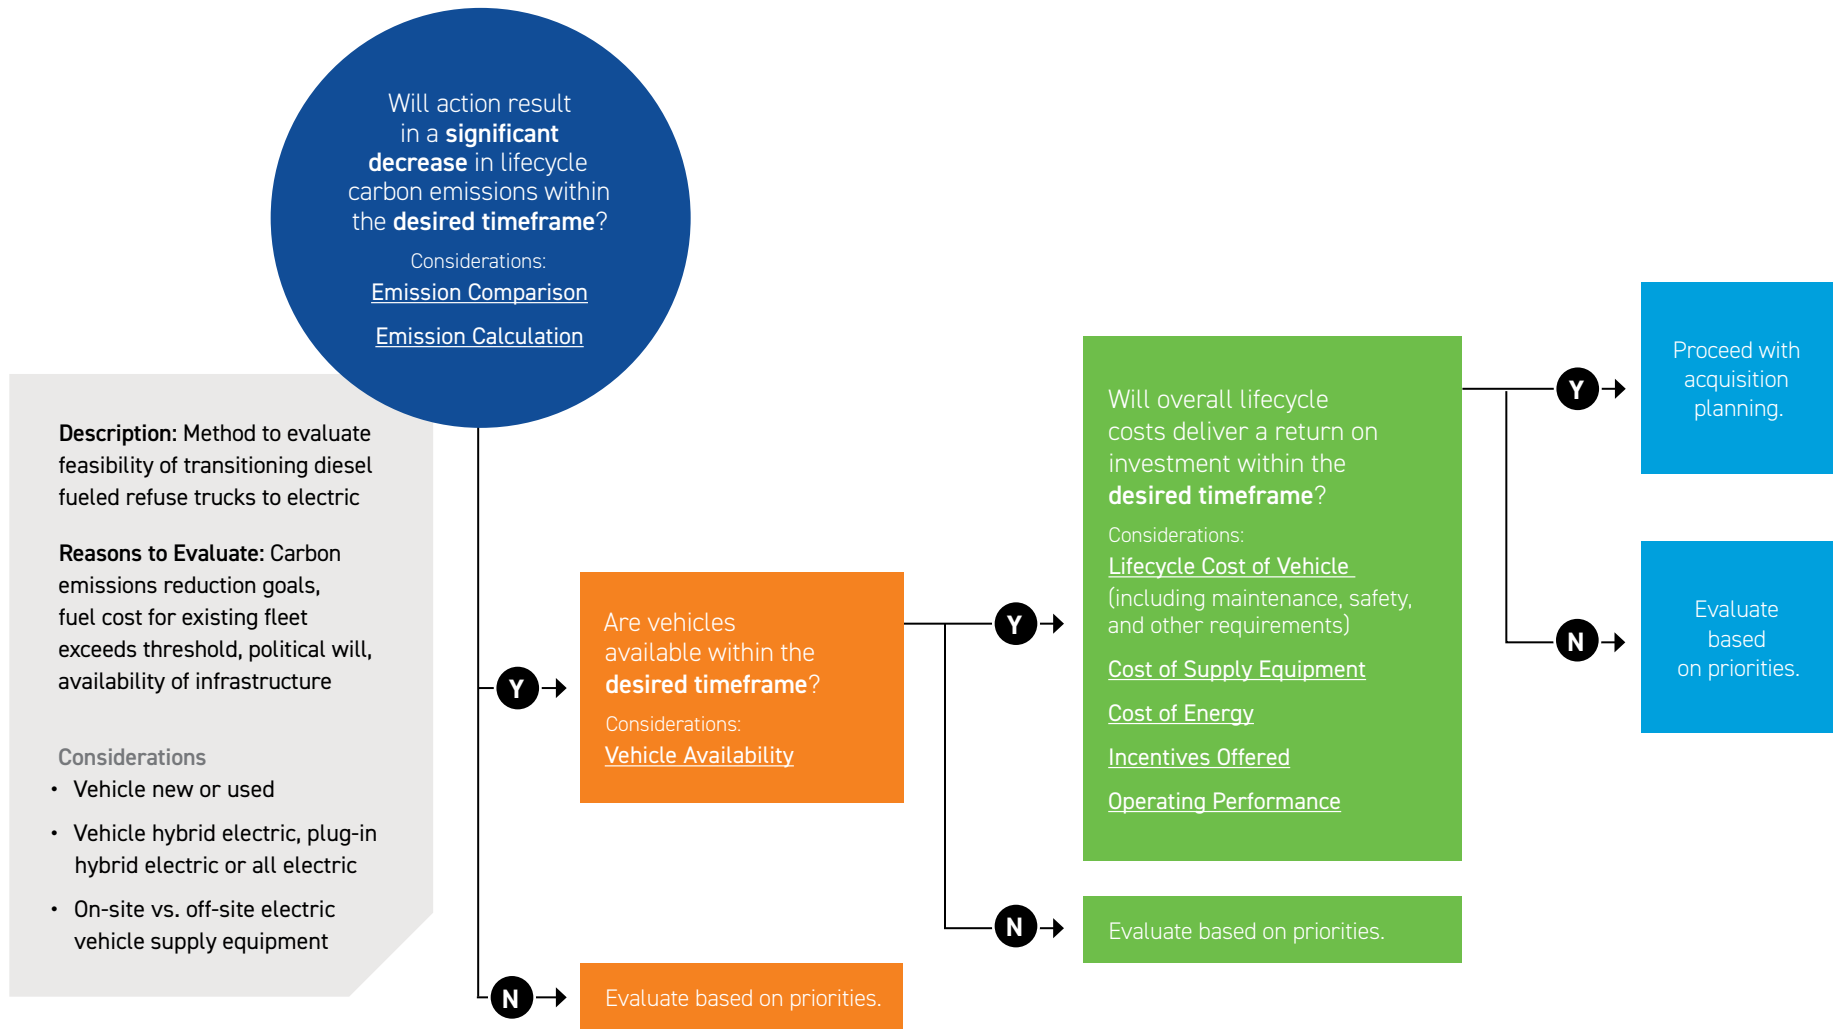 Will action result
in a significant
decrease in lifecycle
carbon emissions within
the desired timeframe?
Considerations:
Emission Comparison
Emission Calculation
Description: Method to evaluate
feasibility of transitioning diesel
fueled refuse trucks to electric
Reasons to Evaluate: Carbon
emissions reduction goals,
fuel cost for existing fleet
exceeds threshold, political will,
availability of infrastructure
Considerations
• Vehicle new or used
• Vehicle hybrid electric, plug-in
hybrid electric or all electric
• On-site vs. off-site electric
vehicle supply equipment
Y
N
Are vehicles
available within the
desired timeframe?
Considerations:
Vehicle Availability
Evaluate based on priorities.
Y
N
Will overall lifecycle
costs deliver a return on
investment within the
desired timeframe?
Considerations:
Lifecycle Cost of Vehicle
(including maintenance, safety,
and other requirements)
Cost of Supply Equipment
Cost of Energy
Incentives Offered
Operating Performance
Evaluate based on priorities.
Y
N
Proceed with
acquisition
planning.
Evaluate
based
on priorities.